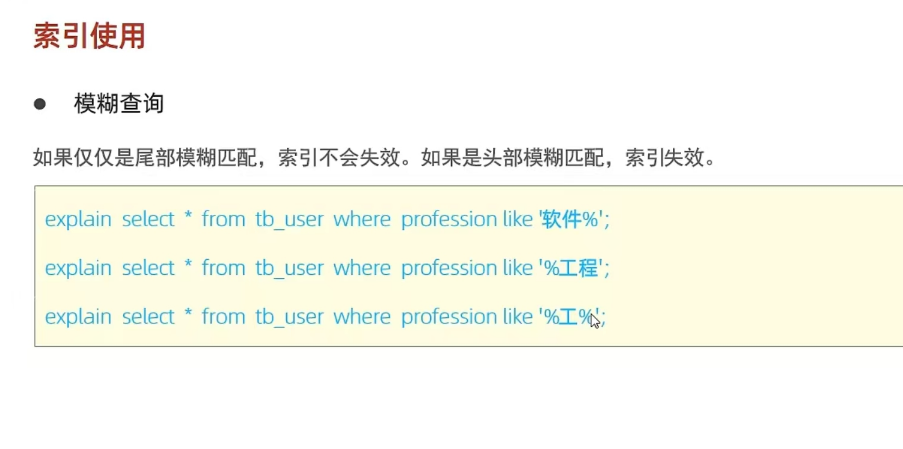 索引使用
模糊查询
如果仅仅是尾部模糊匹配，索引不会失效。如果是头部模糊匹配，索引失效。
explain select * from tb_user where profession like '软件%';
explain select * from tb_user where profession like '%工程';
explain select * from tb_user where profession like '%工%';